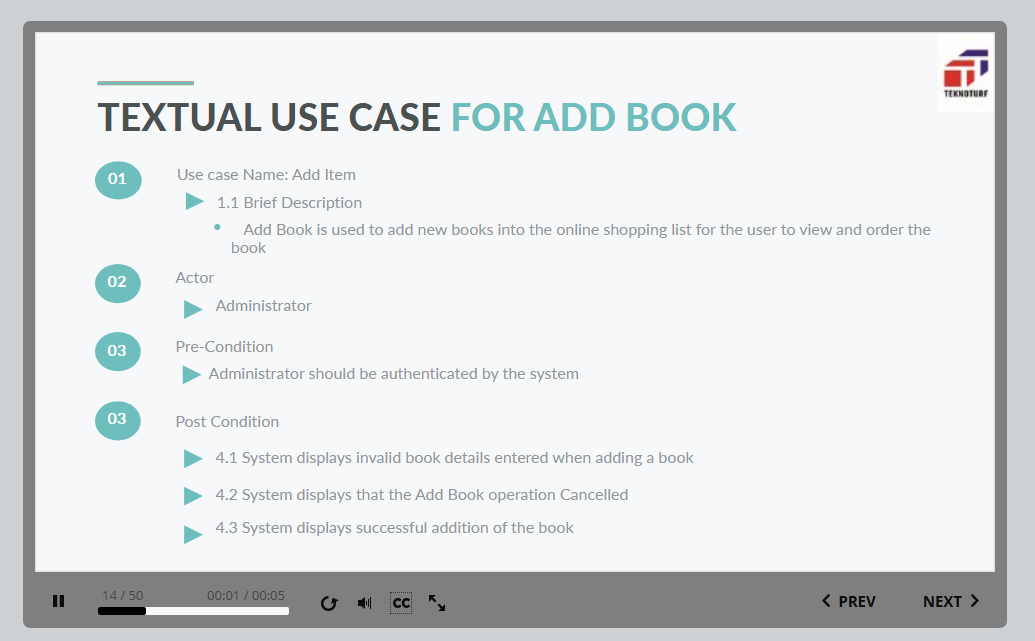 TEKNOTURF
TEXTUAL USE CASE FOR ADD BOOK
01
Use case Name: Add Item
1.1 Brief Description
• Add Book is used to add new books into the online shopping list for the user to view and order the
book
02
Actor
Administrator
03
Pre-Condition
Administrator should be authenticated by the system
03
Post Condition
4.1 System displays invalid book details entered when adding a book
4.2 System displays that the Add Book operation Cancelled
4.3 System displays successful addition of the book
14 / 50
00:01 / 00:05
CC
PREV
NEXT